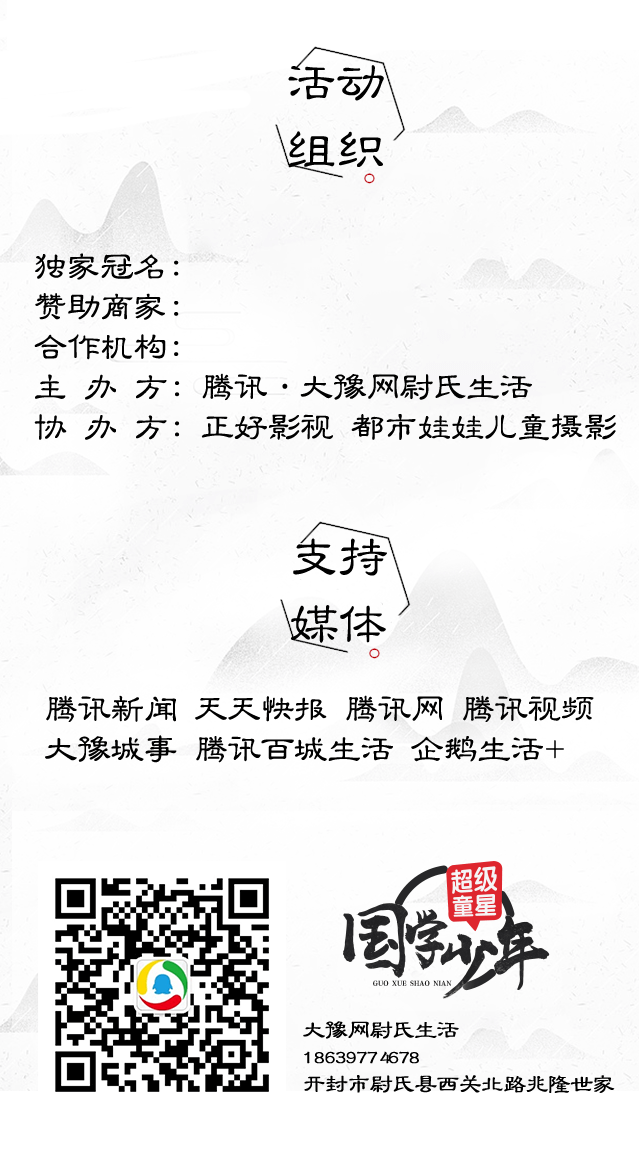 活动
组织
独家冠名：
赞助商家：
合作机构：
主 办 方：腾讯·大豫网尉氏生活
协 办 方：正好影视 都市娃娃儿童摄影
支持
媒体
腾讯新闻 天天快报 腾讯网 腾讯视频
大豫城事 腾讯百城生活 企鹅生活+
超级
童星
国学少年
GUO XUE SHAO NIAN
大豫网尉氏生活
18639774678
开封市尉氏县西关北路兆隆世家